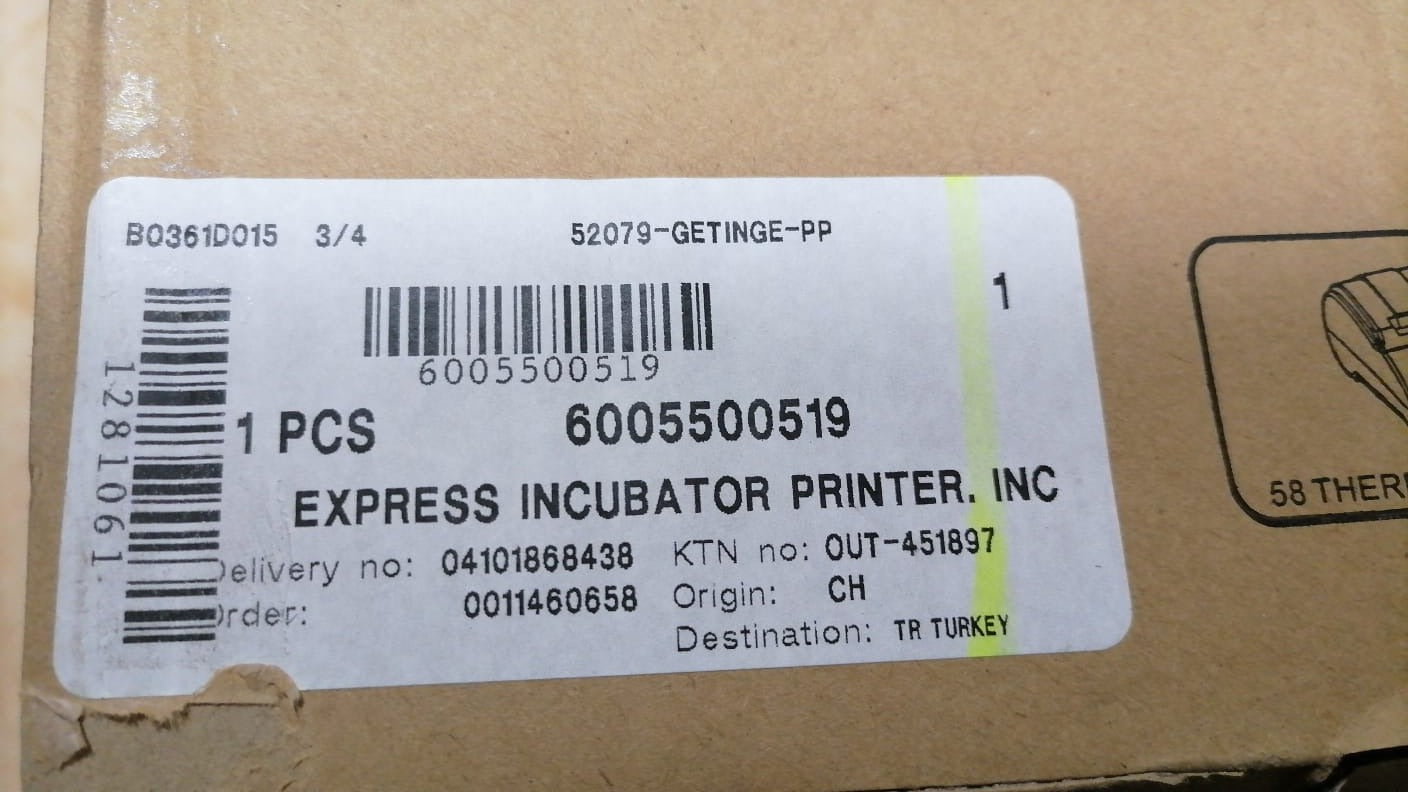 B0361D015 3/4 52079-GETINGE-PP
1
6005500519
1281061
1 PCS 6005500519
EXPRESS INCUBATOR PRINTER. INC
Delivery no: 04101868438 KTN no: OUT-451897
Order: 0011460658 Origin: CH
Destination: TR TURKEY
58